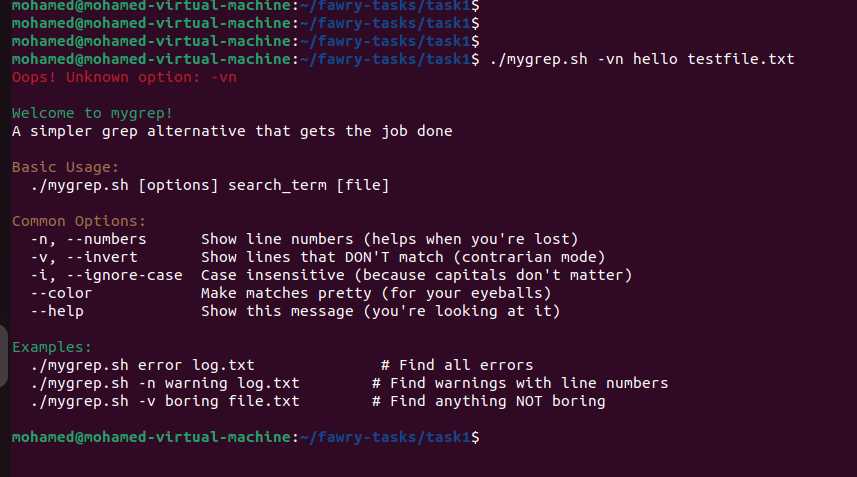 mohamed@mohamed-virtual-machine:~/fawry-tasks/task1$
mohamed@mohamed-virtual-machine:~/fawry-tasks/task1$
mohamed@mohamed-virtual-machine:~/fawry-tasks/task1$
mohamed@mohamed-virtual-machine:~/fawry-tasks/task1$ ./mygrep.sh -vn hello testfile.txt
Oops! Unknown option: -vn
Welcome to mygrep!
A simpler grep alternative that gets the job done
Basic Usage:
  ./mygrep.sh [options] search_term [file]
Common Options:
  -n, --numbers      Show line numbers (helps when you're lost)
  -v, --invert       Show lines that DON'T match (contrarian mode)
  -i, --ignore-case  Case insensitive (because capitals don't matter)
  --color            Make matches pretty (for your eyeballs)
  --help             Show this message (you're looking at it)
Examples:
  ./mygrep.sh error log.txt              # Find all errors
  ./mygrep.sh -n warning log.txt        # Find warnings with line numbers
  ./mygrep.sh -v boring file.txt        # Find anything NOT boring
mohamed@mohamed-virtual-machine:~/fawry-tasks/task1$